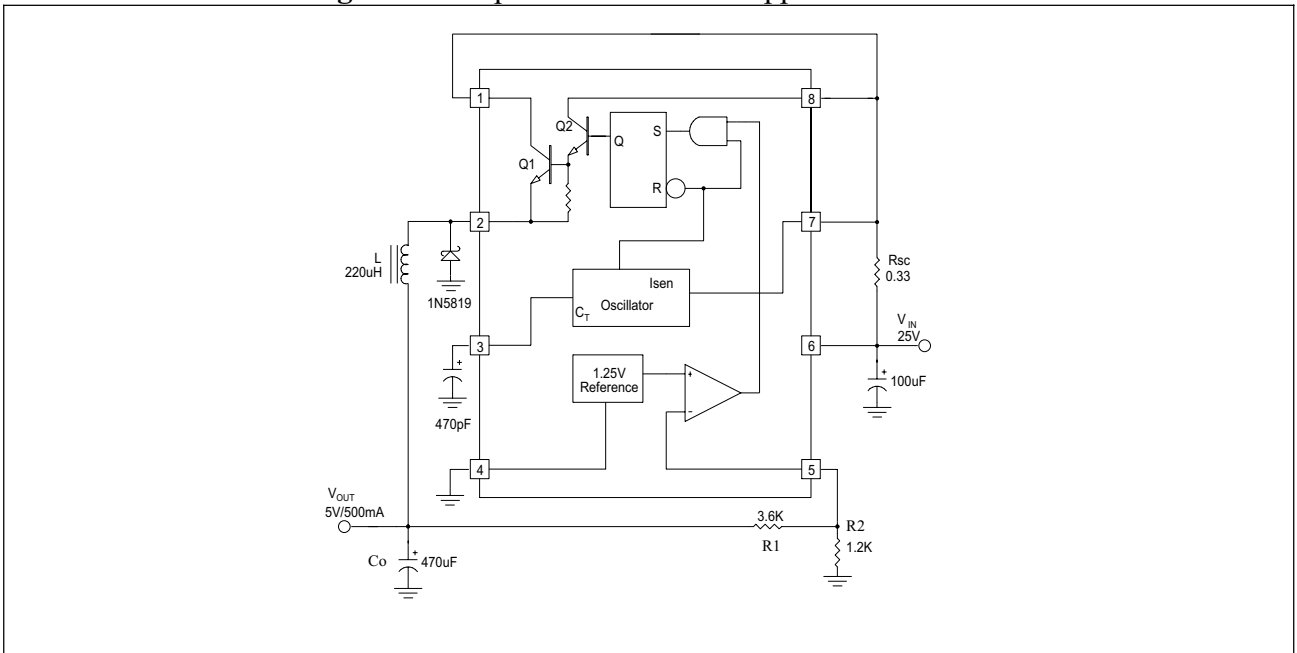 1
8
Q2
Q
S
Q1
R
2
7
L
220uH
1N5819
Isen
Oscillator
CT
Rsc
0.33
VIN
25V
3
6
1.25V
Reference
+
-
+
100uF
+
470pF
4
5
VOUT
5V/500mA
3.6K
R1
R2
1.2K
Co
+
470uF